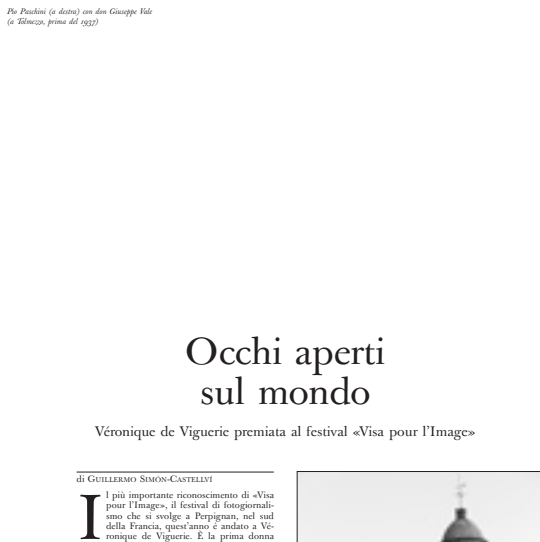 Pio Paschini (a destra) con don Giuseppe Vale
(a Tolmezzo, prima del 1937)
Occhi aperti
sul mondo
Véronique de Viguerie premiata al festival «Visa pour l'Image»
di GUILLERMO SIMÓN-CASTELLVÍ
Il più importante riconoscimento di «Visa
pour l'Image», il festival di fotogiornali-
smo che si svolge a Perpignan, nel sud
della Francia, quest'anno è andato a Vé-
ronique de Viguerie. È la prima donna